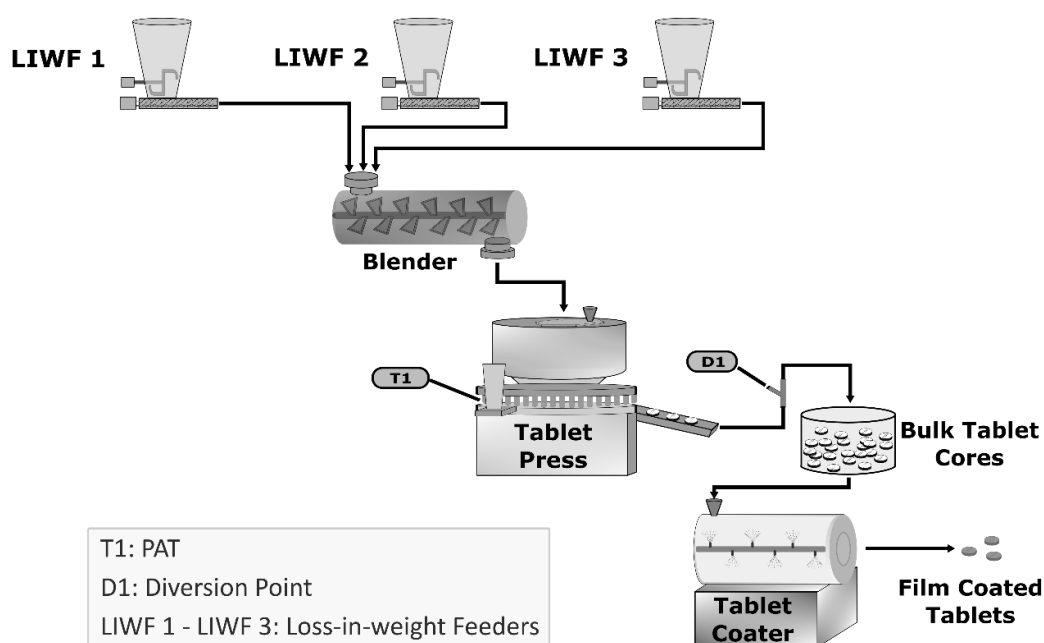 LIWF 1
LIWF 2
LIWF 3
Blender
T1
D1
Tablet
Press
Bulk Tablet
Cores
T1: PAT
D1: Diversion Point
LIWF 1 - LIWF 3: Loss-in-weight Feeders
Tablet
Coater
Film Coated
Tablets